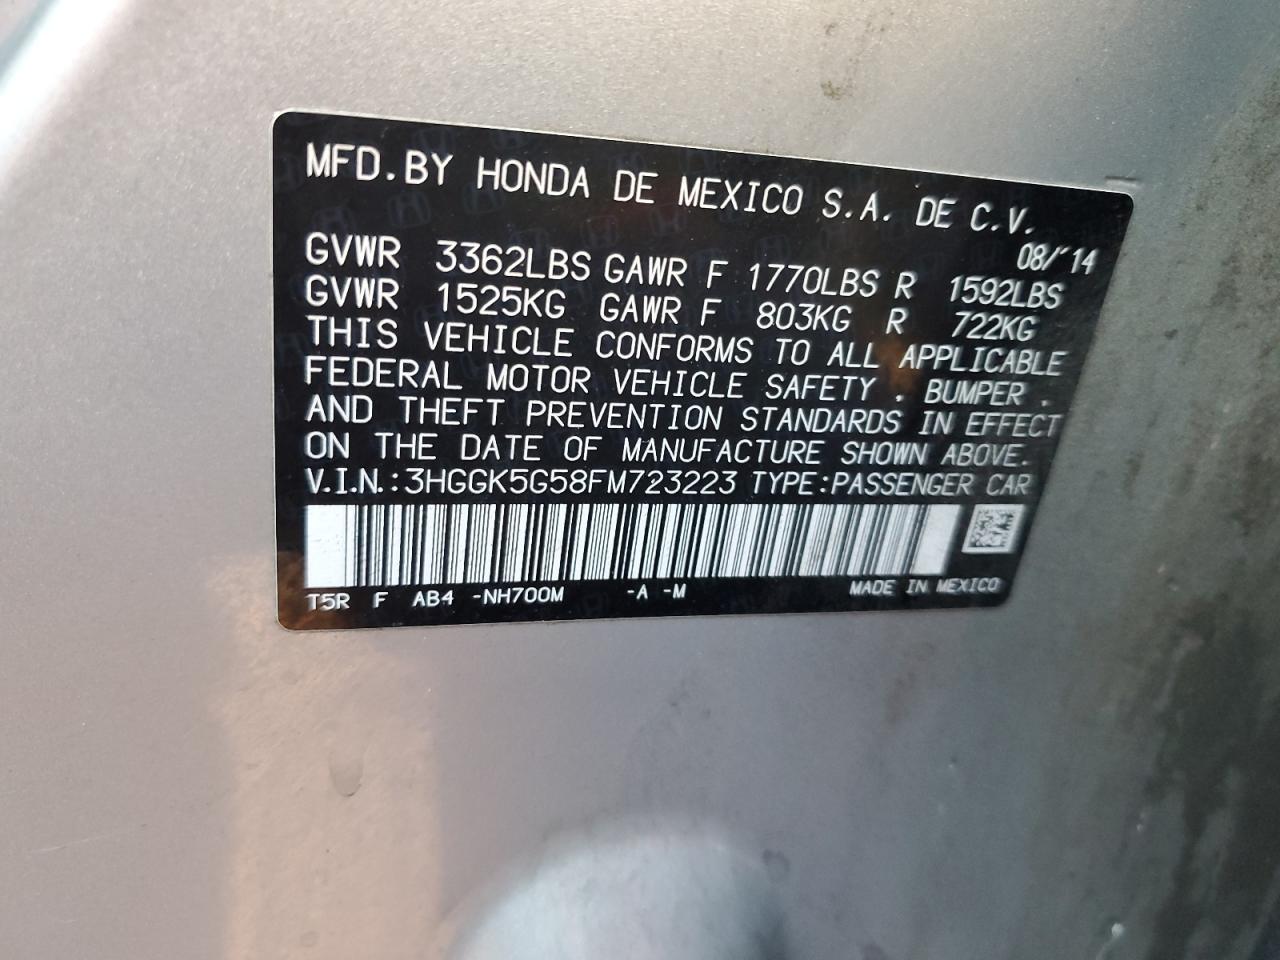 MFD.BY HONDA DE MEXICO S.A. DE C.V.
08/'14
GVWR 3362LBS GAWR F 1770LBS R 1592LBS
GVWR 1525KG GAWR F 803KG R 722KG
THIS VEHICLE CONFORMS TO ALL APPLICABLE
FEDERAL MOTOR VEHICLE SAFETY , BUMPER ,
AND THEFT PREVENTION STANDARDS IN EFFECT
ON THE DATE OF MANUFACTURE SHOWN ABOVE.
V.I.N.:3HGGK5G58FM723223 TYPE:PASSENGER CAR
T5R F AB4 -NH700M -A -M MADE IN MEXICO